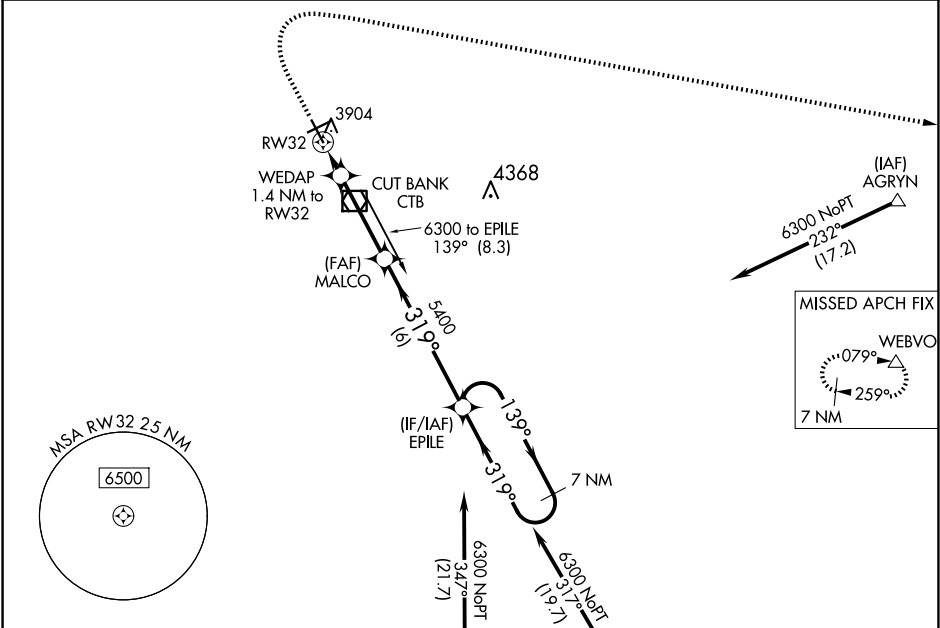 3904
RW32
WEDAP
1.4 NM to
RW32
CUT BANK
CTB
4368
(IAF)
AGRYN
6300 NoPT
232°
(17.2)
6300 to EPILE
139° (8.3)
(FAF)
MALCO
5400
319°
(6)
MISSED APCH FIX
WEBVO
079°
259°
7 NM
(IF/IAF)
EPILE
139°
319°
7 NM
MSA RW32 25 NM
6500
6300 NoPT
347°
(21.7)
6300 NoPT
317°
(19.7)